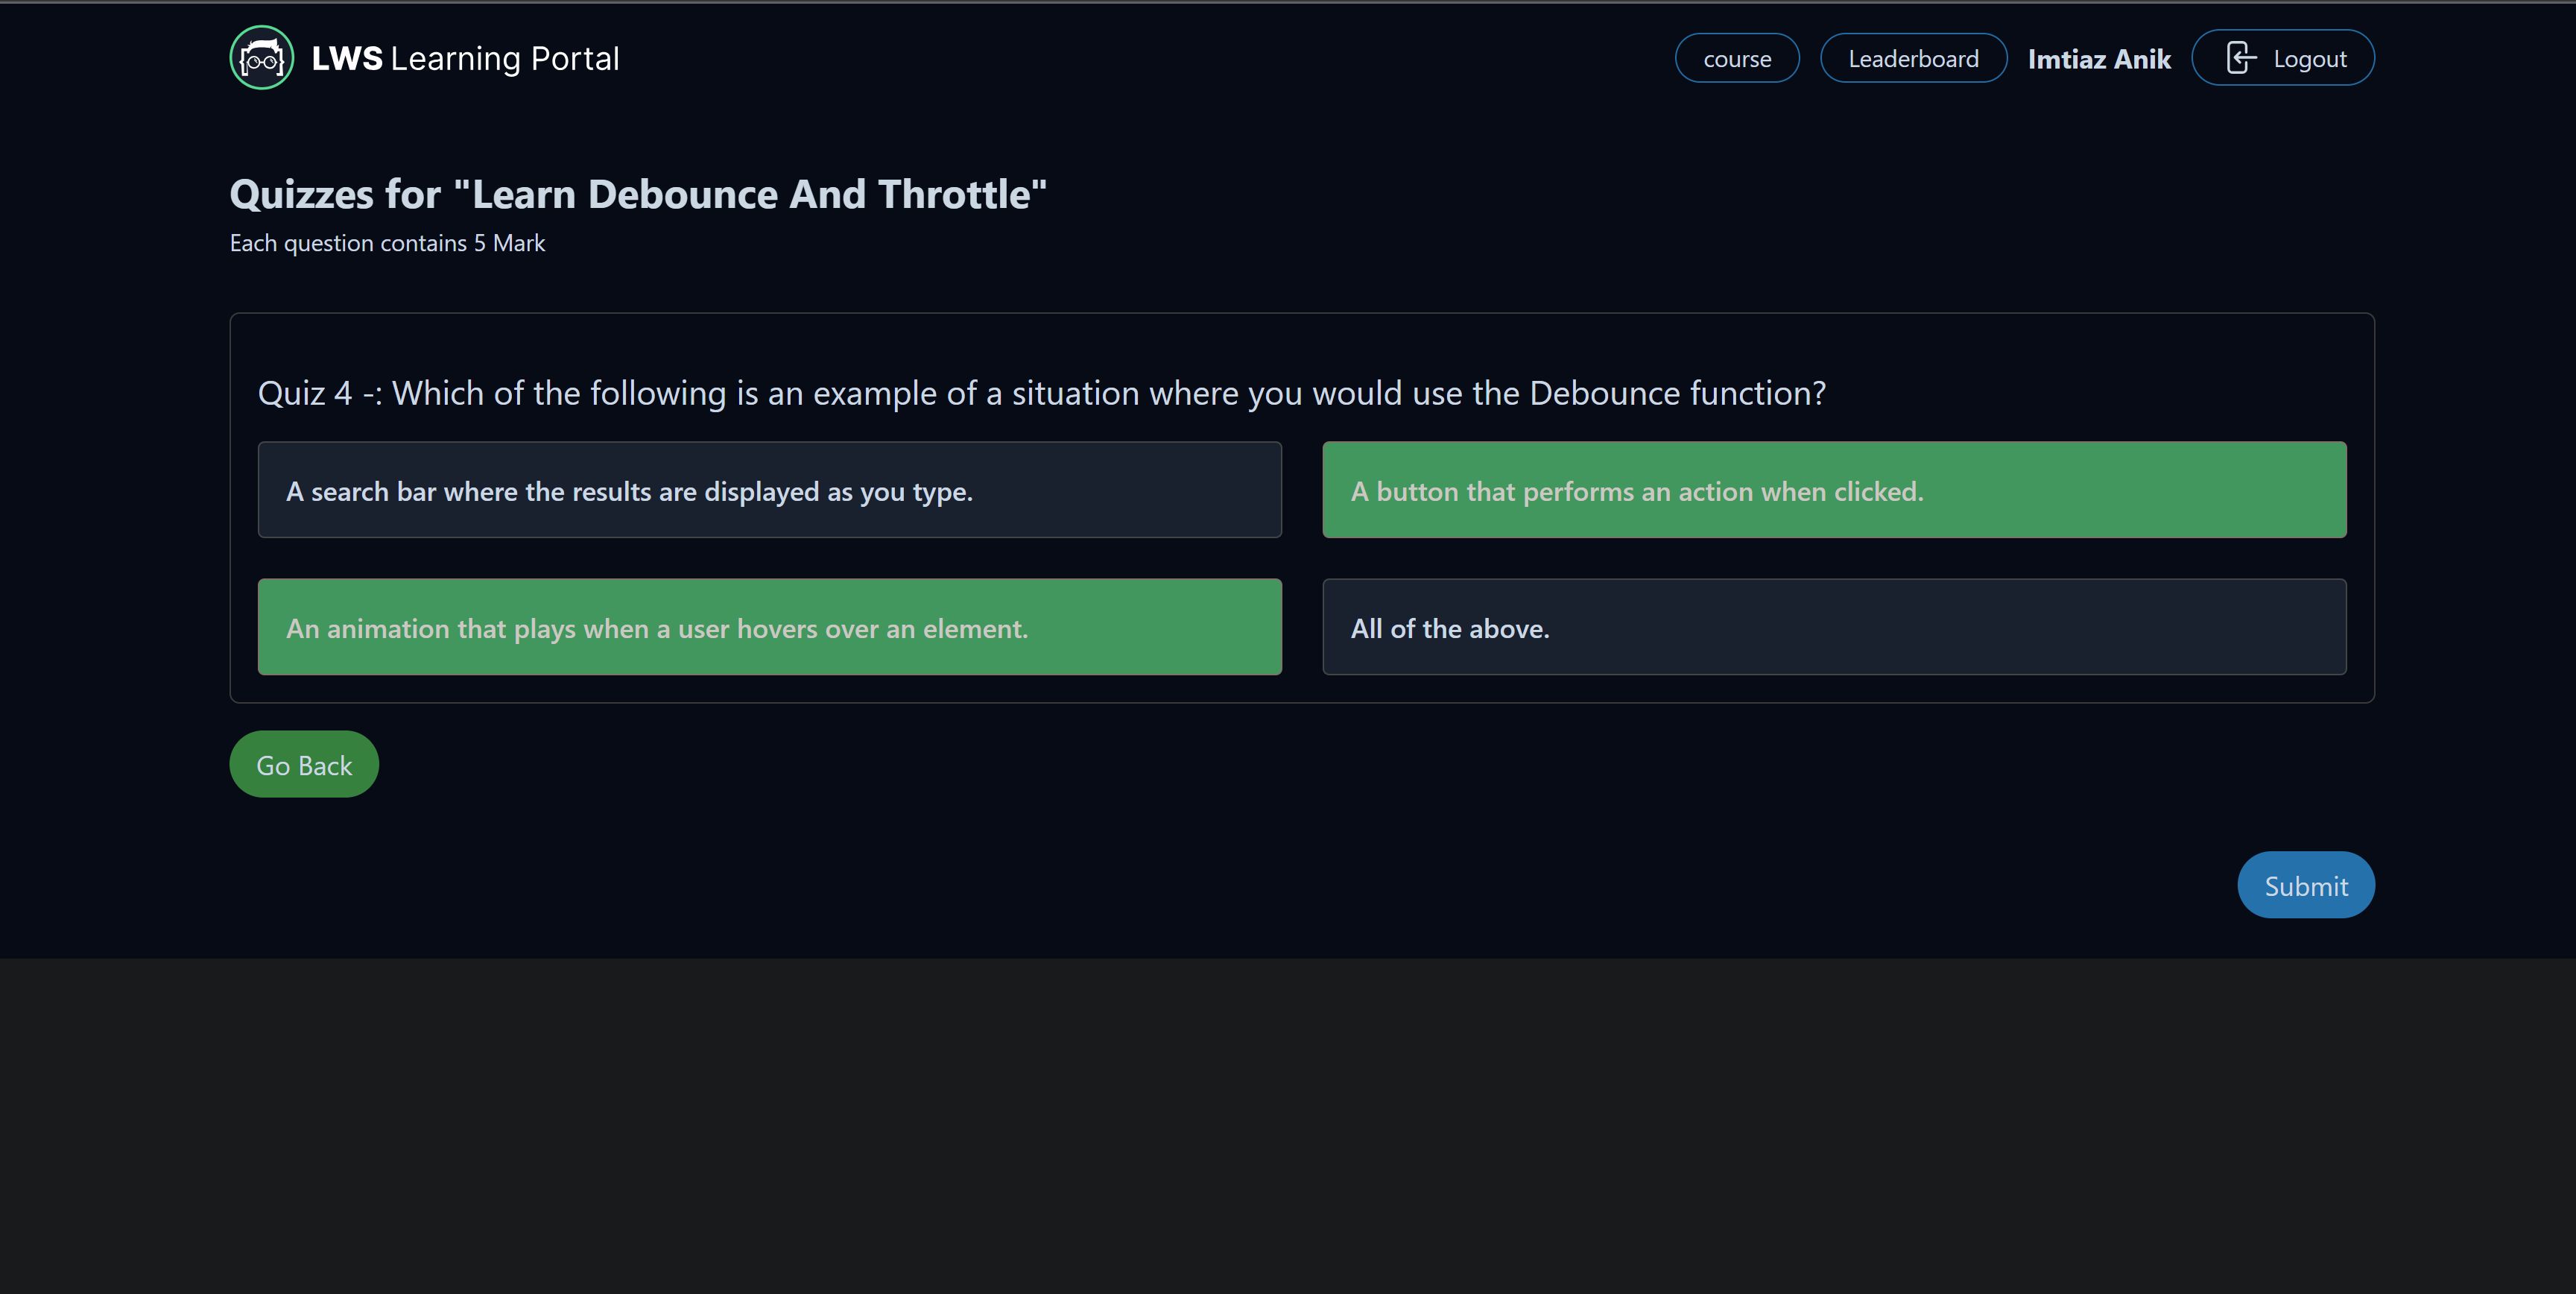 LWS Learning Portal
course Leaderboard Imtiaz Anik Logout
Quizzes for "Learn Debounce And Throttle"
Each question contains 5 Mark
Quiz 4 -: Which of the following is an example of a situation where you would use the Debounce function?
A search bar where the results are displayed as you type.
A button that performs an action when clicked.
An animation that plays when a user hovers over an element.
All of the above.
Go Back
Submit